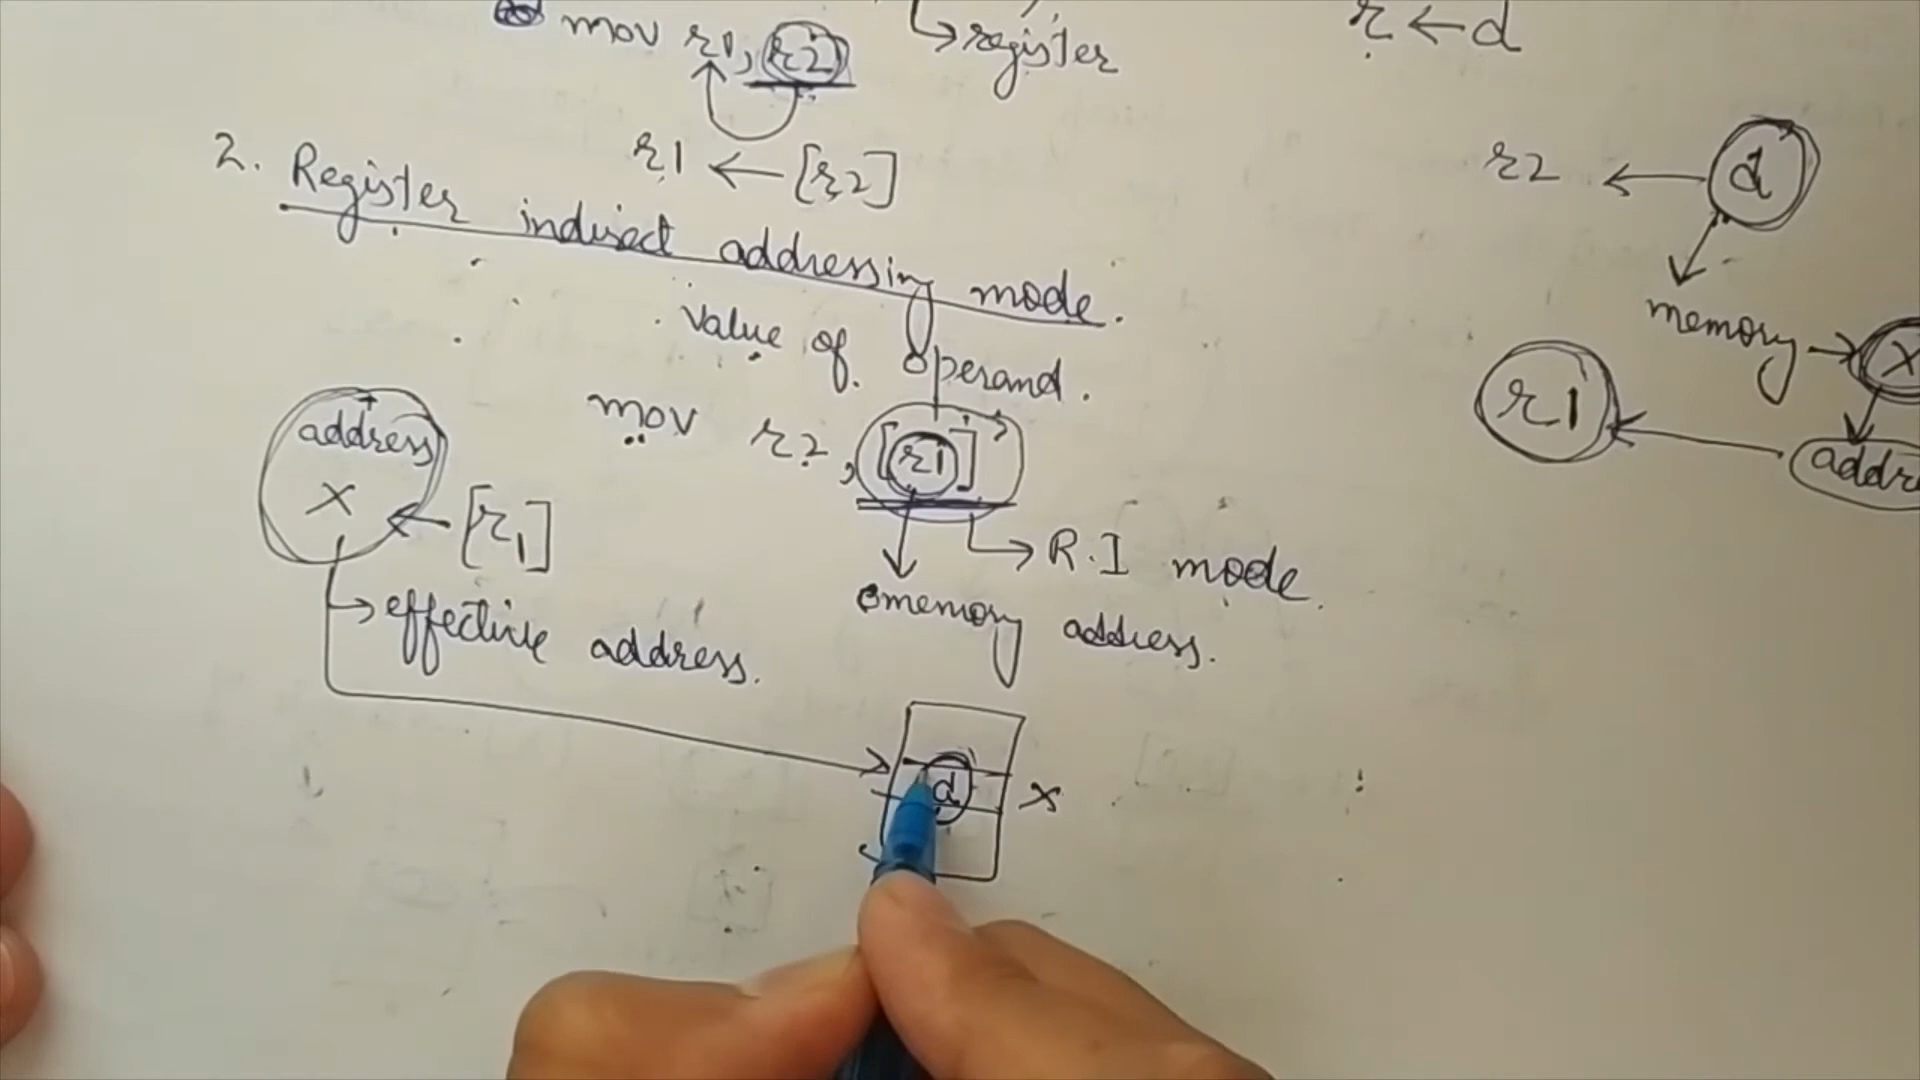 mov r1, r2
register
r ← d
r1 ← [r2]
2. Register indirect addressing mode.
value of operand.
mov r2, [r1]
R.I mode.
memory address.
address
X ← [r1]
effective address.
d
X
r2 ← d
memory → X
r1 ←